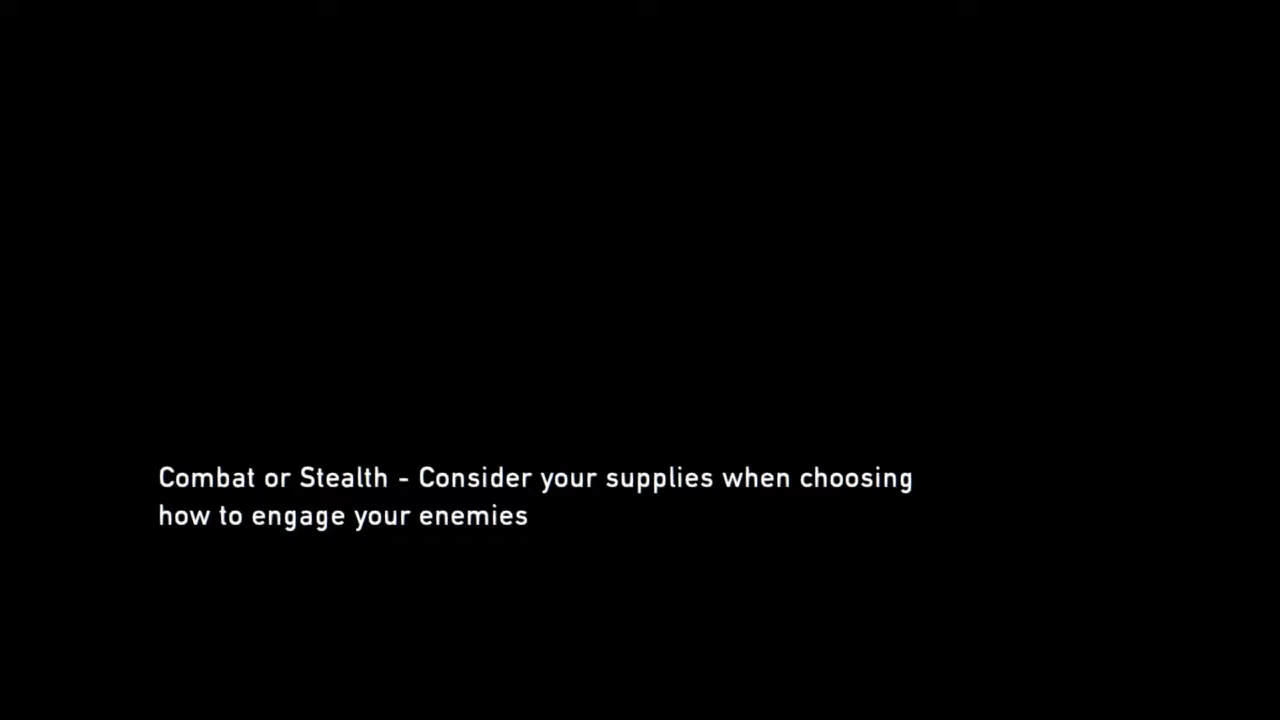 Combat or Stealth - Consider your supplies when choosing
how to engage your enemies